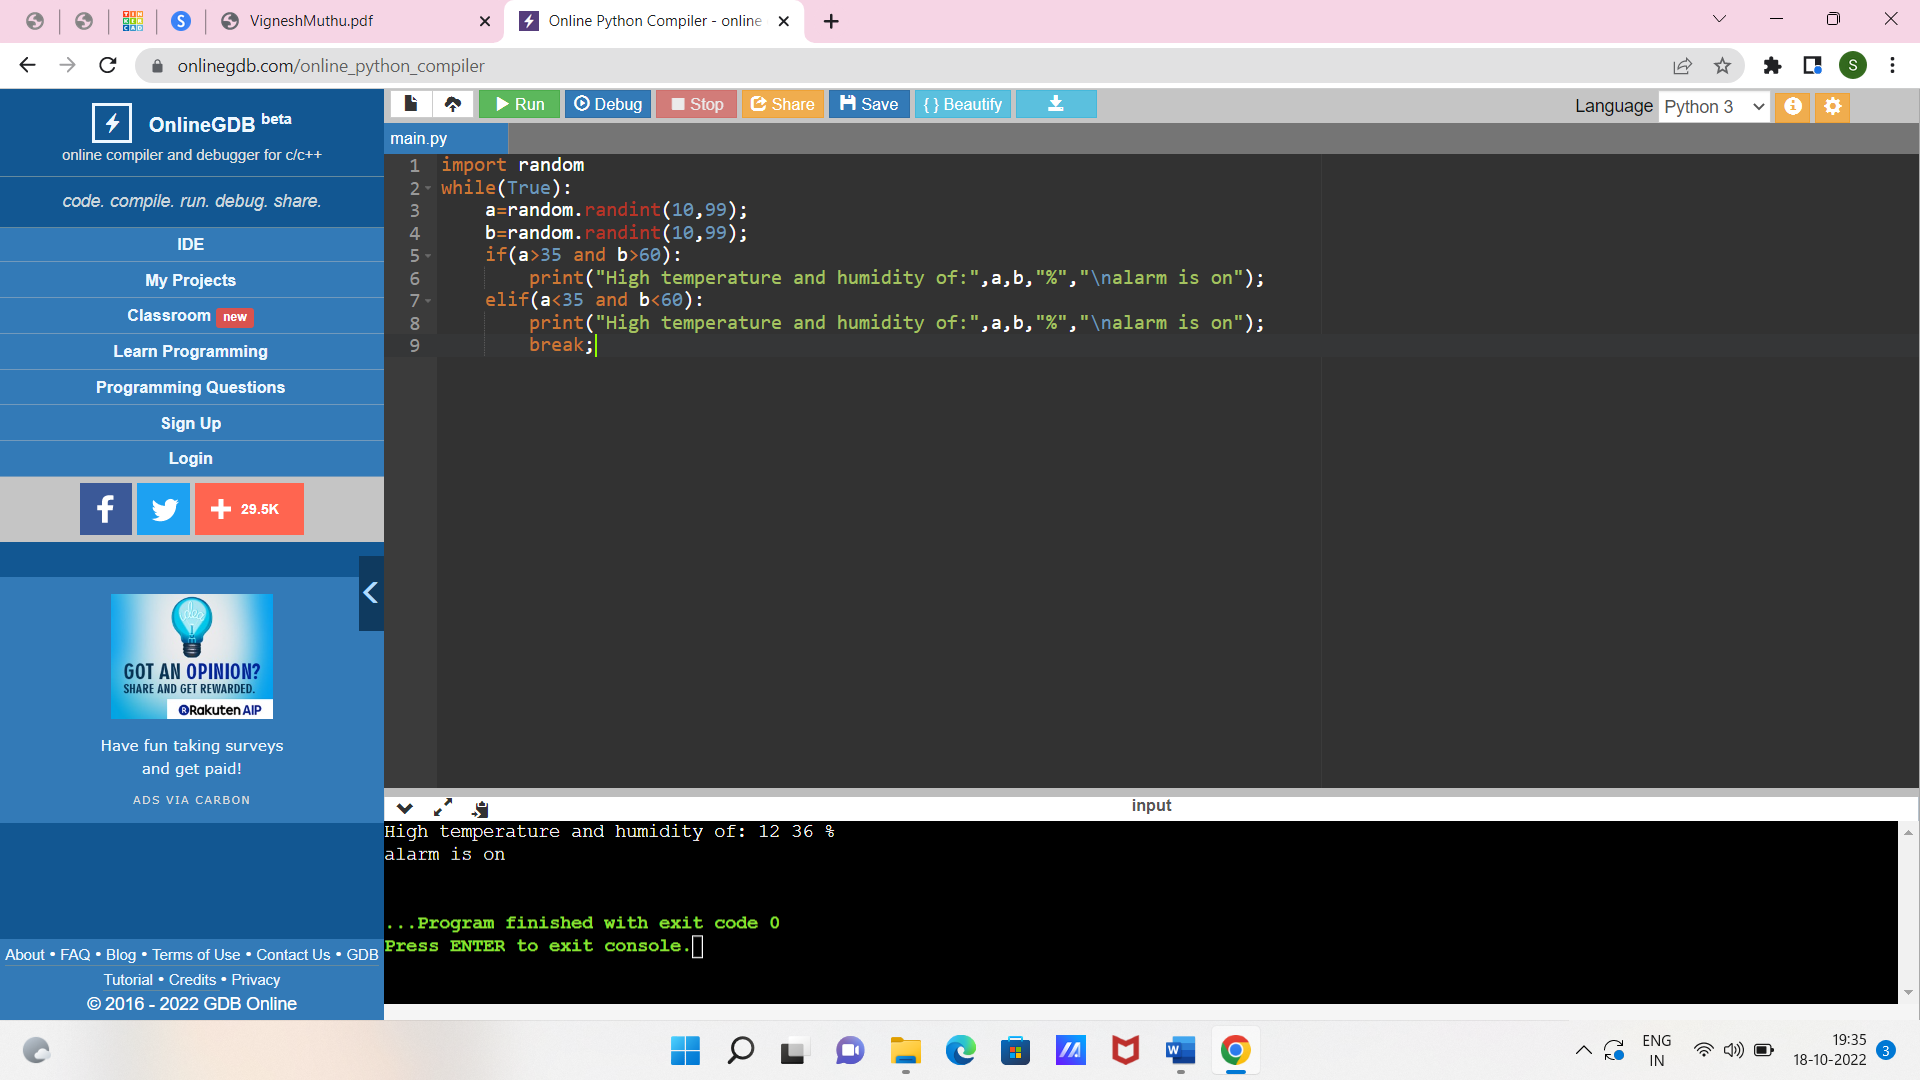 VigneshMuthu.pdf
Online Python Compiler - online
onlinegdb.com/online_python_compiler
S
OnlineGDB beta
online compiler and debugger for c/c++
code. compile. run. debug. share.
IDE
My Projects
Classroom new
Learn Programming
Programming Questions
Sign Up
Login
29.5K
GOT AN OPINION?
SHARE AND GET REWARDED.
Rakuten AIP
Have fun taking surveys
and get paid!
ADS VIA CARBON
About • FAQ • Blog • Terms of Use • Contact Us • GDB
Tutorial • Credits • Privacy
© 2016 - 2022 GDB Online
Run Debug Stop Share Save { } Beautify
Language Python 3
main.py
1 import random
2 while(True):
3     a=random.randint(10,99);
4     b=random.randint(10,99);
5     if(a>35 and b>60):
6         print("High temperature and humidity of:",a,b,"%","\nalarm is on");
7     elif(a<35 and b<60):
8         print("High temperature and humidity of:",a,b,"%","\nalarm is on");
9         break;
input
High temperature and humidity of: 12 36 %
alarm is on
...Program finished with exit code 0
Press ENTER to exit console.
ENG
IN
19:35
18-10-2022
3